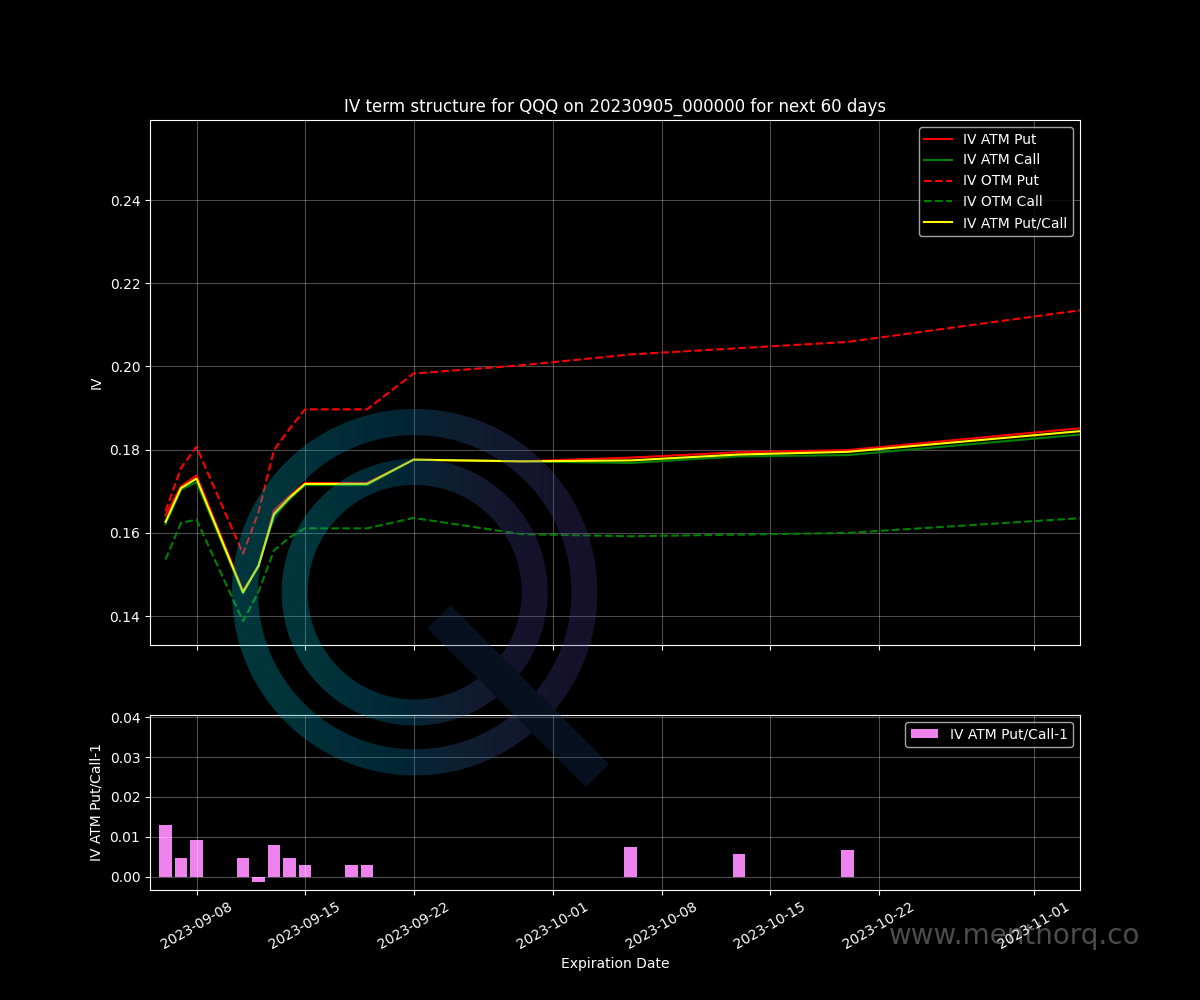 IV term structure for QQQ on 20230905_000000 for next 60 days
IV ATM Put
IV ATM Call
IV OTM Put
IV OTM Call
IV ATM Put/Call
0.24
0.22
0.20
0.18
0.16
0.14
IV
IV ATM Put/Call-1
0.04
0.03
0.02
0.01
0.00
IV ATM Put/Call-1
2023-09-08
2023-09-15
2023-09-22
2023-10-01
2023-10-08
2023-10-15
2023-10-22
2023-11-01
www.menthorq.co
Expiration Date